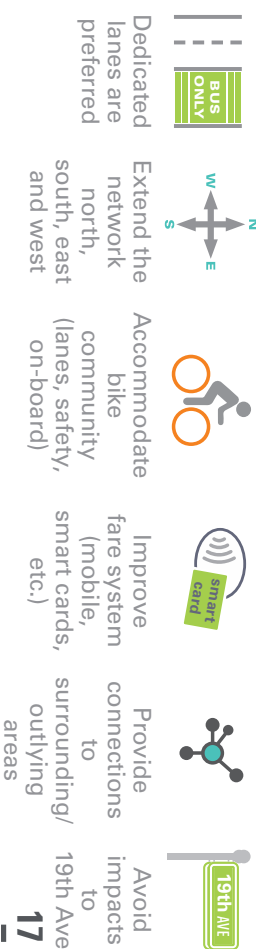 BUS
ONLY
Dedicated
lanes are
preferred
N
W
E
S
Extend the
network
north,
south, east
and west
Accommodate
bike
community
(lanes, safety,
on-board)
smart
card
Improve
fare system
(mobile,
smart cards,
etc.)
Provide
connections
to
surrounding/
outlying
areas
19th AVE
Avoid
impacts
to
19th Ave
17